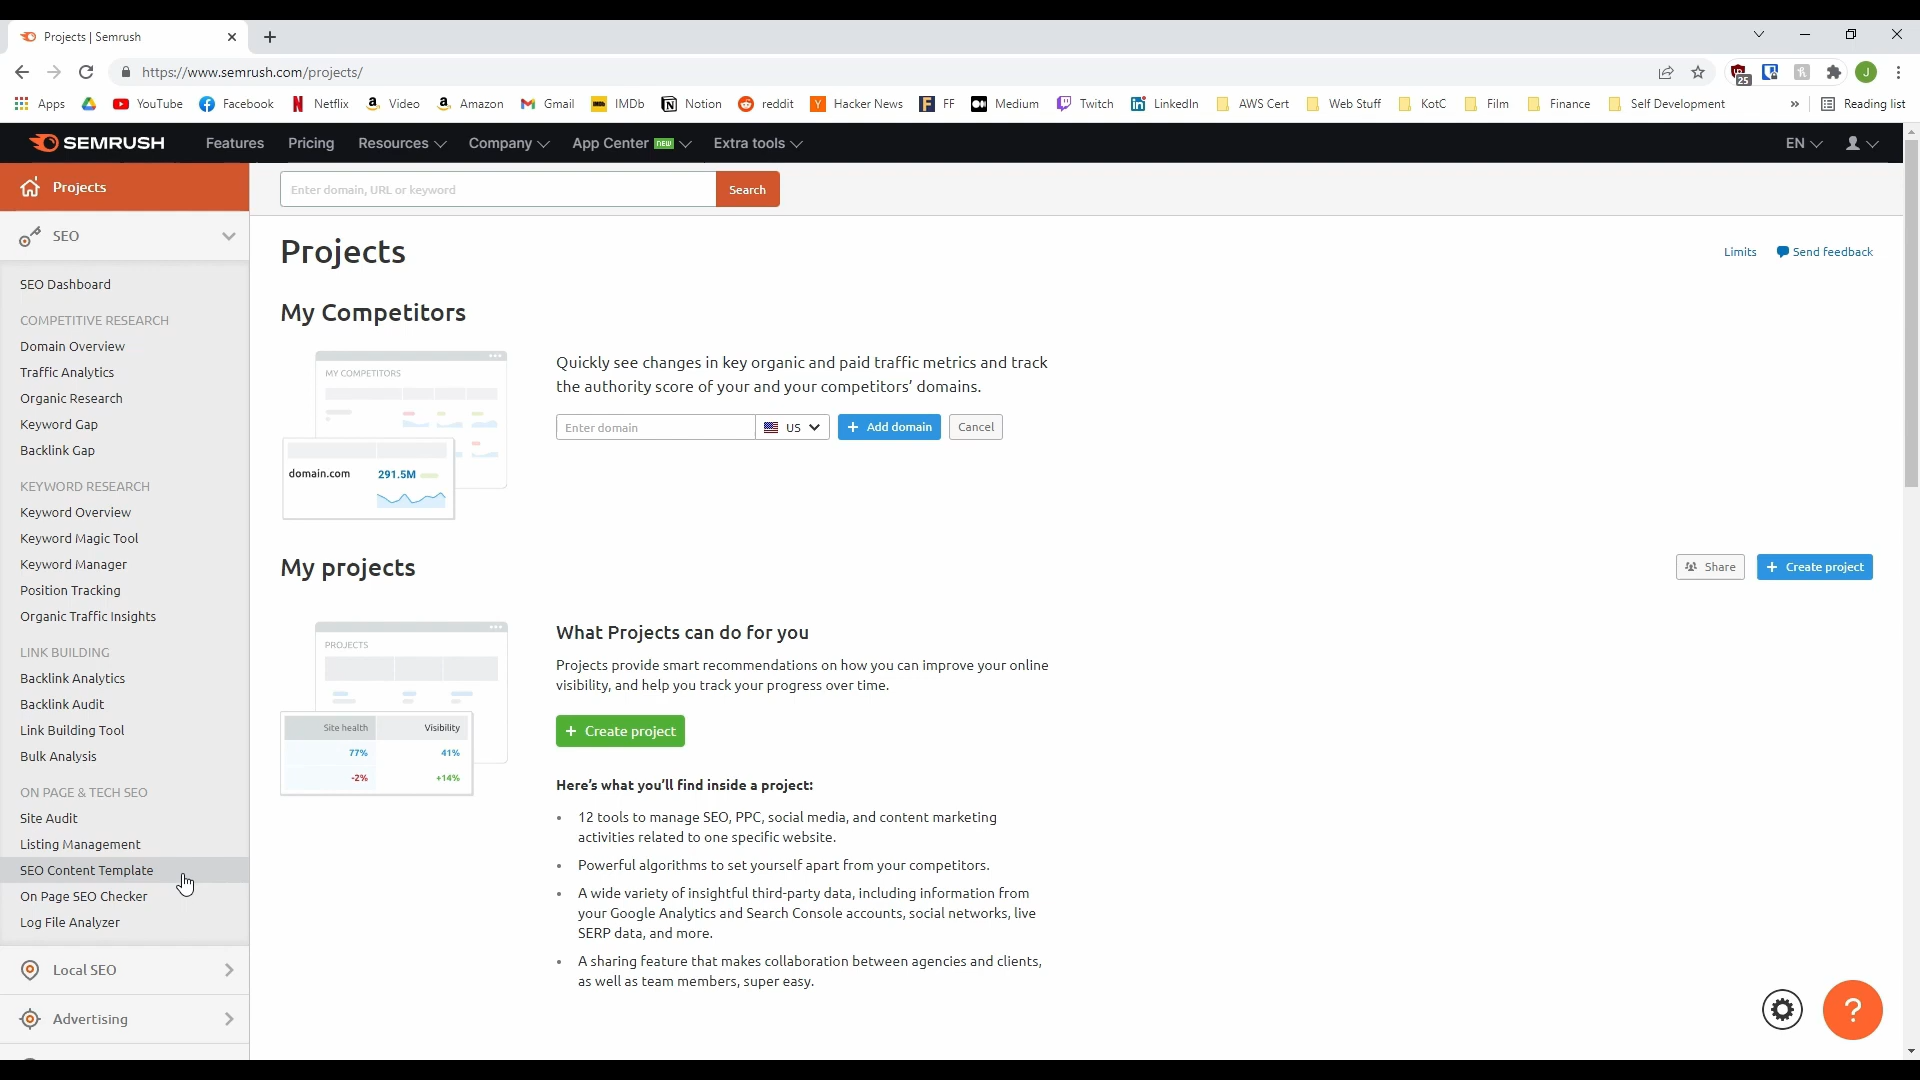 Projects | Semrush
https://www.semrush.com/projects/
25
J
Apps YouTube Facebook Netflix Video Amazon Gmail IMDb Notion reddit Hacker News FF Medium Twitch LinkedIn AWS Cert Web Stuff KotC Film Finance Self Development » Reading list
SEMRUSH Features Pricing Resources Company App Center NEW Extra tools EN
Projects
Enter domain, URL or keyword Search
SEO
Projects
Limits Send feedback
SEO Dashboard
COMPETITIVE RESEARCH
Domain Overview
Traffic Analytics
Organic Research
Keyword Gap
Backlink Gap
KEYWORD RESEARCH
Keyword Overview
Keyword Magic Tool
Keyword Manager
Position Tracking
Organic Traffic Insights
LINK BUILDING
Backlink Analytics
Backlink Audit
Link Building Tool
Bulk Analysis
ON PAGE & TECH SEO
Site Audit
Listing Management
SEO Content Template
On Page SEO Checker
Log File Analyzer
Local SEO
Advertising
My Competitors
MY COMPETITORS
domain.com 291.5M
Quickly see changes in key organic and paid traffic metrics and track
the authority score of your and your competitors' domains.
Enter domain US + Add domain Cancel
My projects
Share + Create project
PROJECTS
Site health Visibility
77% 41%
-2% +14%
What Projects can do for you
Projects provide smart recommendations on how you can improve your online
visibility, and help you track your progress over time.
+ Create project
Here's what you'll find inside a project:
• 12 tools to manage SEO, PPC, social media, and content marketing
activities related to one specific website.
• Powerful algorithms to set yourself apart from your competitors.
• A wide variety of insightful third-party data, including information from
your Google Analytics and Search Console accounts, social networks, live
SERP data, and more.
• A sharing feature that makes collaboration between agencies and clients,
as well as team members, super easy.
?